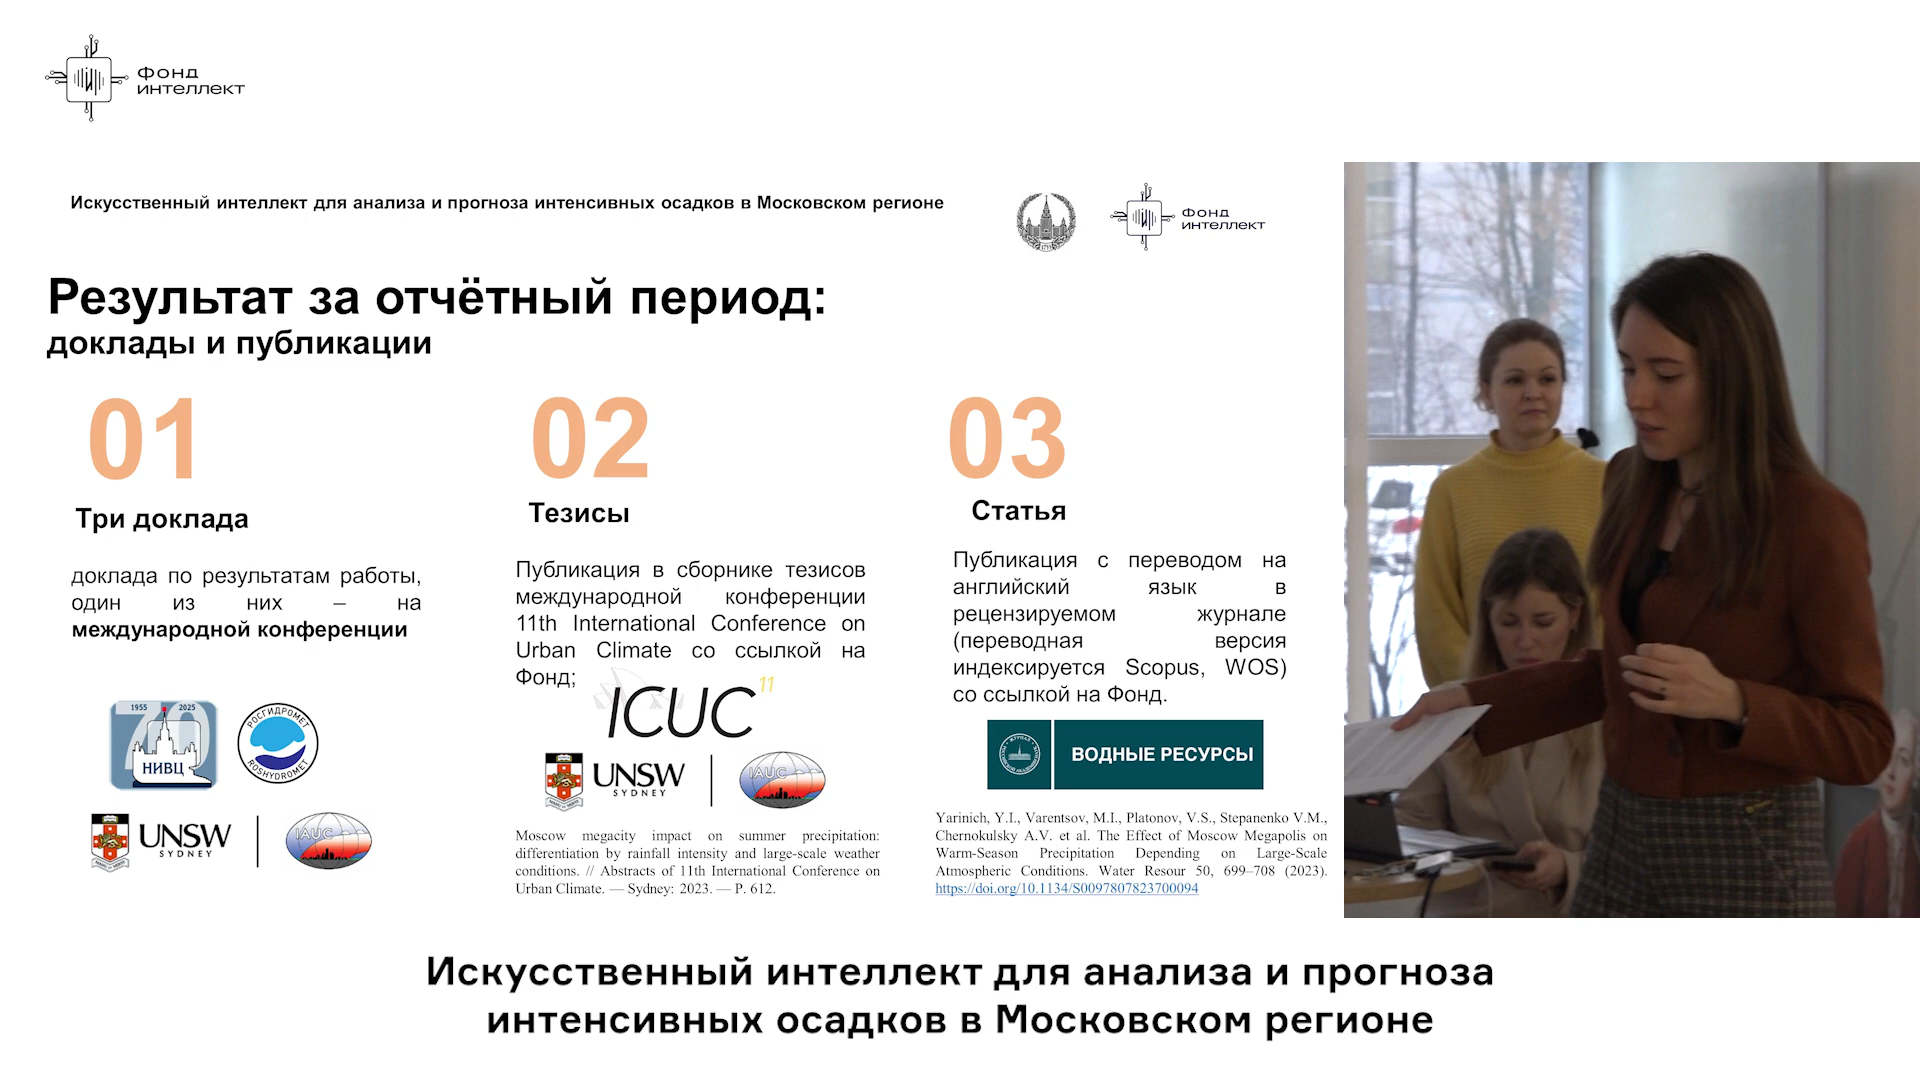 Фонд
интеллект
Искусственный интеллект для анализа и прогноза интенсивных осадков в Московском регионе
Фонд
интеллект
Результат за отчётный период:
доклады и публикации
01
Три доклада
доклада по результатам работы,
один из них – на
международной конференции
1955 2025
70
НИВЦ
РОСГИДРОМЕТ
ROSHYDROMET
UNSW
SYDNEY
IAUC
02
Тезисы
Публикация в сборнике тезисов
международной конференции
11th International Conference on
Urban Climate со ссылкой на
Фонд;
ICUC 11
UNSW
SYDNEY
IAUC
Moscow megacity impact on summer precipitation:
differentiation by rainfall intensity and large-scale weather
conditions. // Abstracts of 11th International Conference on
Urban Climate. — Sydney: 2023. — P. 612.
03
Статья
Публикация с переводом на
английский язык в
рецензируемом журнале
(переводная версия
индексируется Scopus, WOS)
со ссылкой на Фонд.
ВОДНЫЕ РЕСУРСЫ
Yarinich, Y.I., Varentsov, M.I., Platonov, V.S., Stepanenko V.M.,
Chernokulsky A.V. et al. The Effect of Moscow Megapolis on
Warm-Season Precipitation Depending on Large-Scale
Atmospheric Conditions. Water Resour 50, 699–708 (2023).
https://doi.org/10.1134/S0097807823700094
Искусственный интеллект для анализа и прогноза
интенсивных осадков в Московском регионе